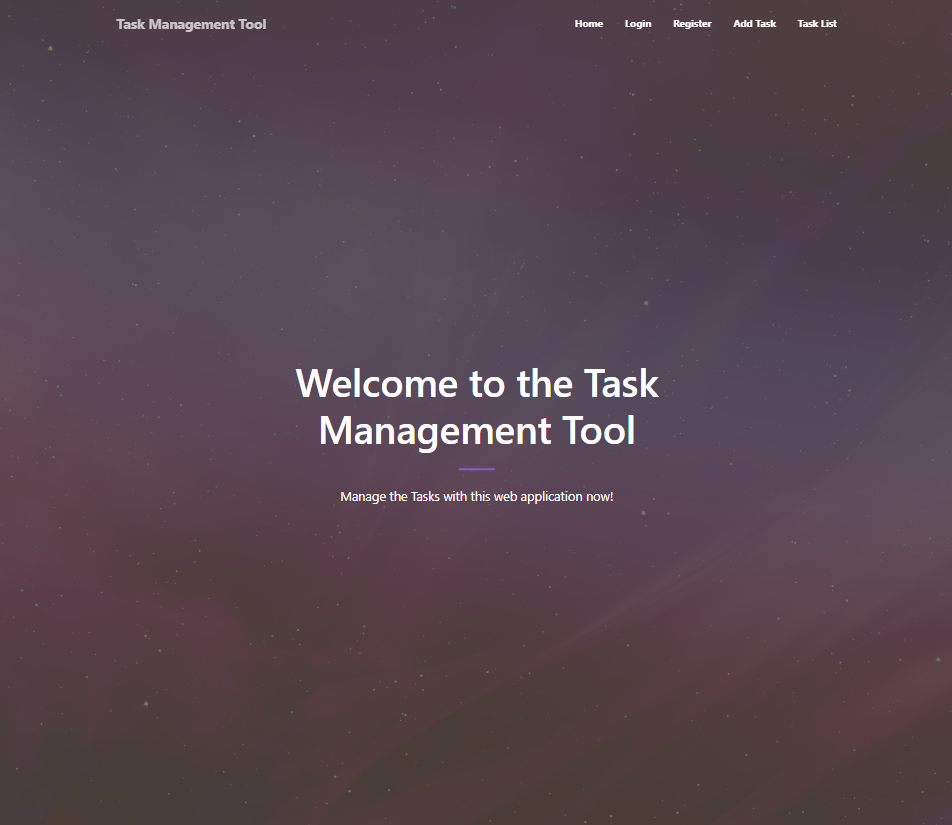 Task Management Tool
Home Login Register Add Task Task List
Welcome to the Task
Management Tool
Manage the Tasks with this web application now!